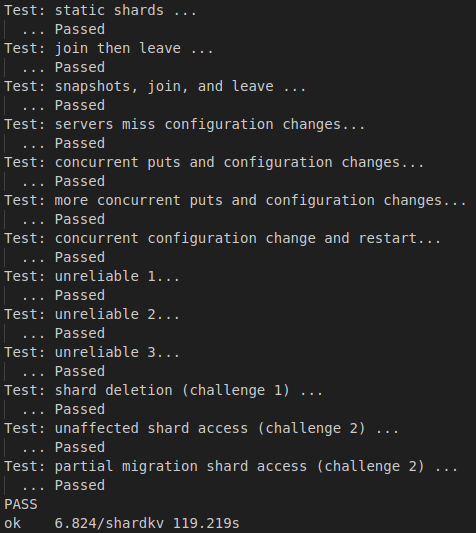 Test: static shards ...
  ... Passed
Test: join then leave ...
  ... Passed
Test: snapshots, join, and leave ...
  ... Passed
Test: servers miss configuration changes...
  ... Passed
Test: concurrent puts and configuration changes...
  ... Passed
Test: more concurrent puts and configuration changes...
  ... Passed
Test: concurrent configuration change and restart...
  ... Passed
Test: unreliable 1...
  ... Passed
Test: unreliable 2...
  ... Passed
Test: unreliable 3...
  ... Passed
Test: shard deletion (challenge 1) ...
  ... Passed
Test: unaffected shard access (challenge 2) ...
  ... Passed
Test: partial migration shard access (challenge 2) ...
  ... Passed
PASS
ok    6.824/shardkv 119.219s